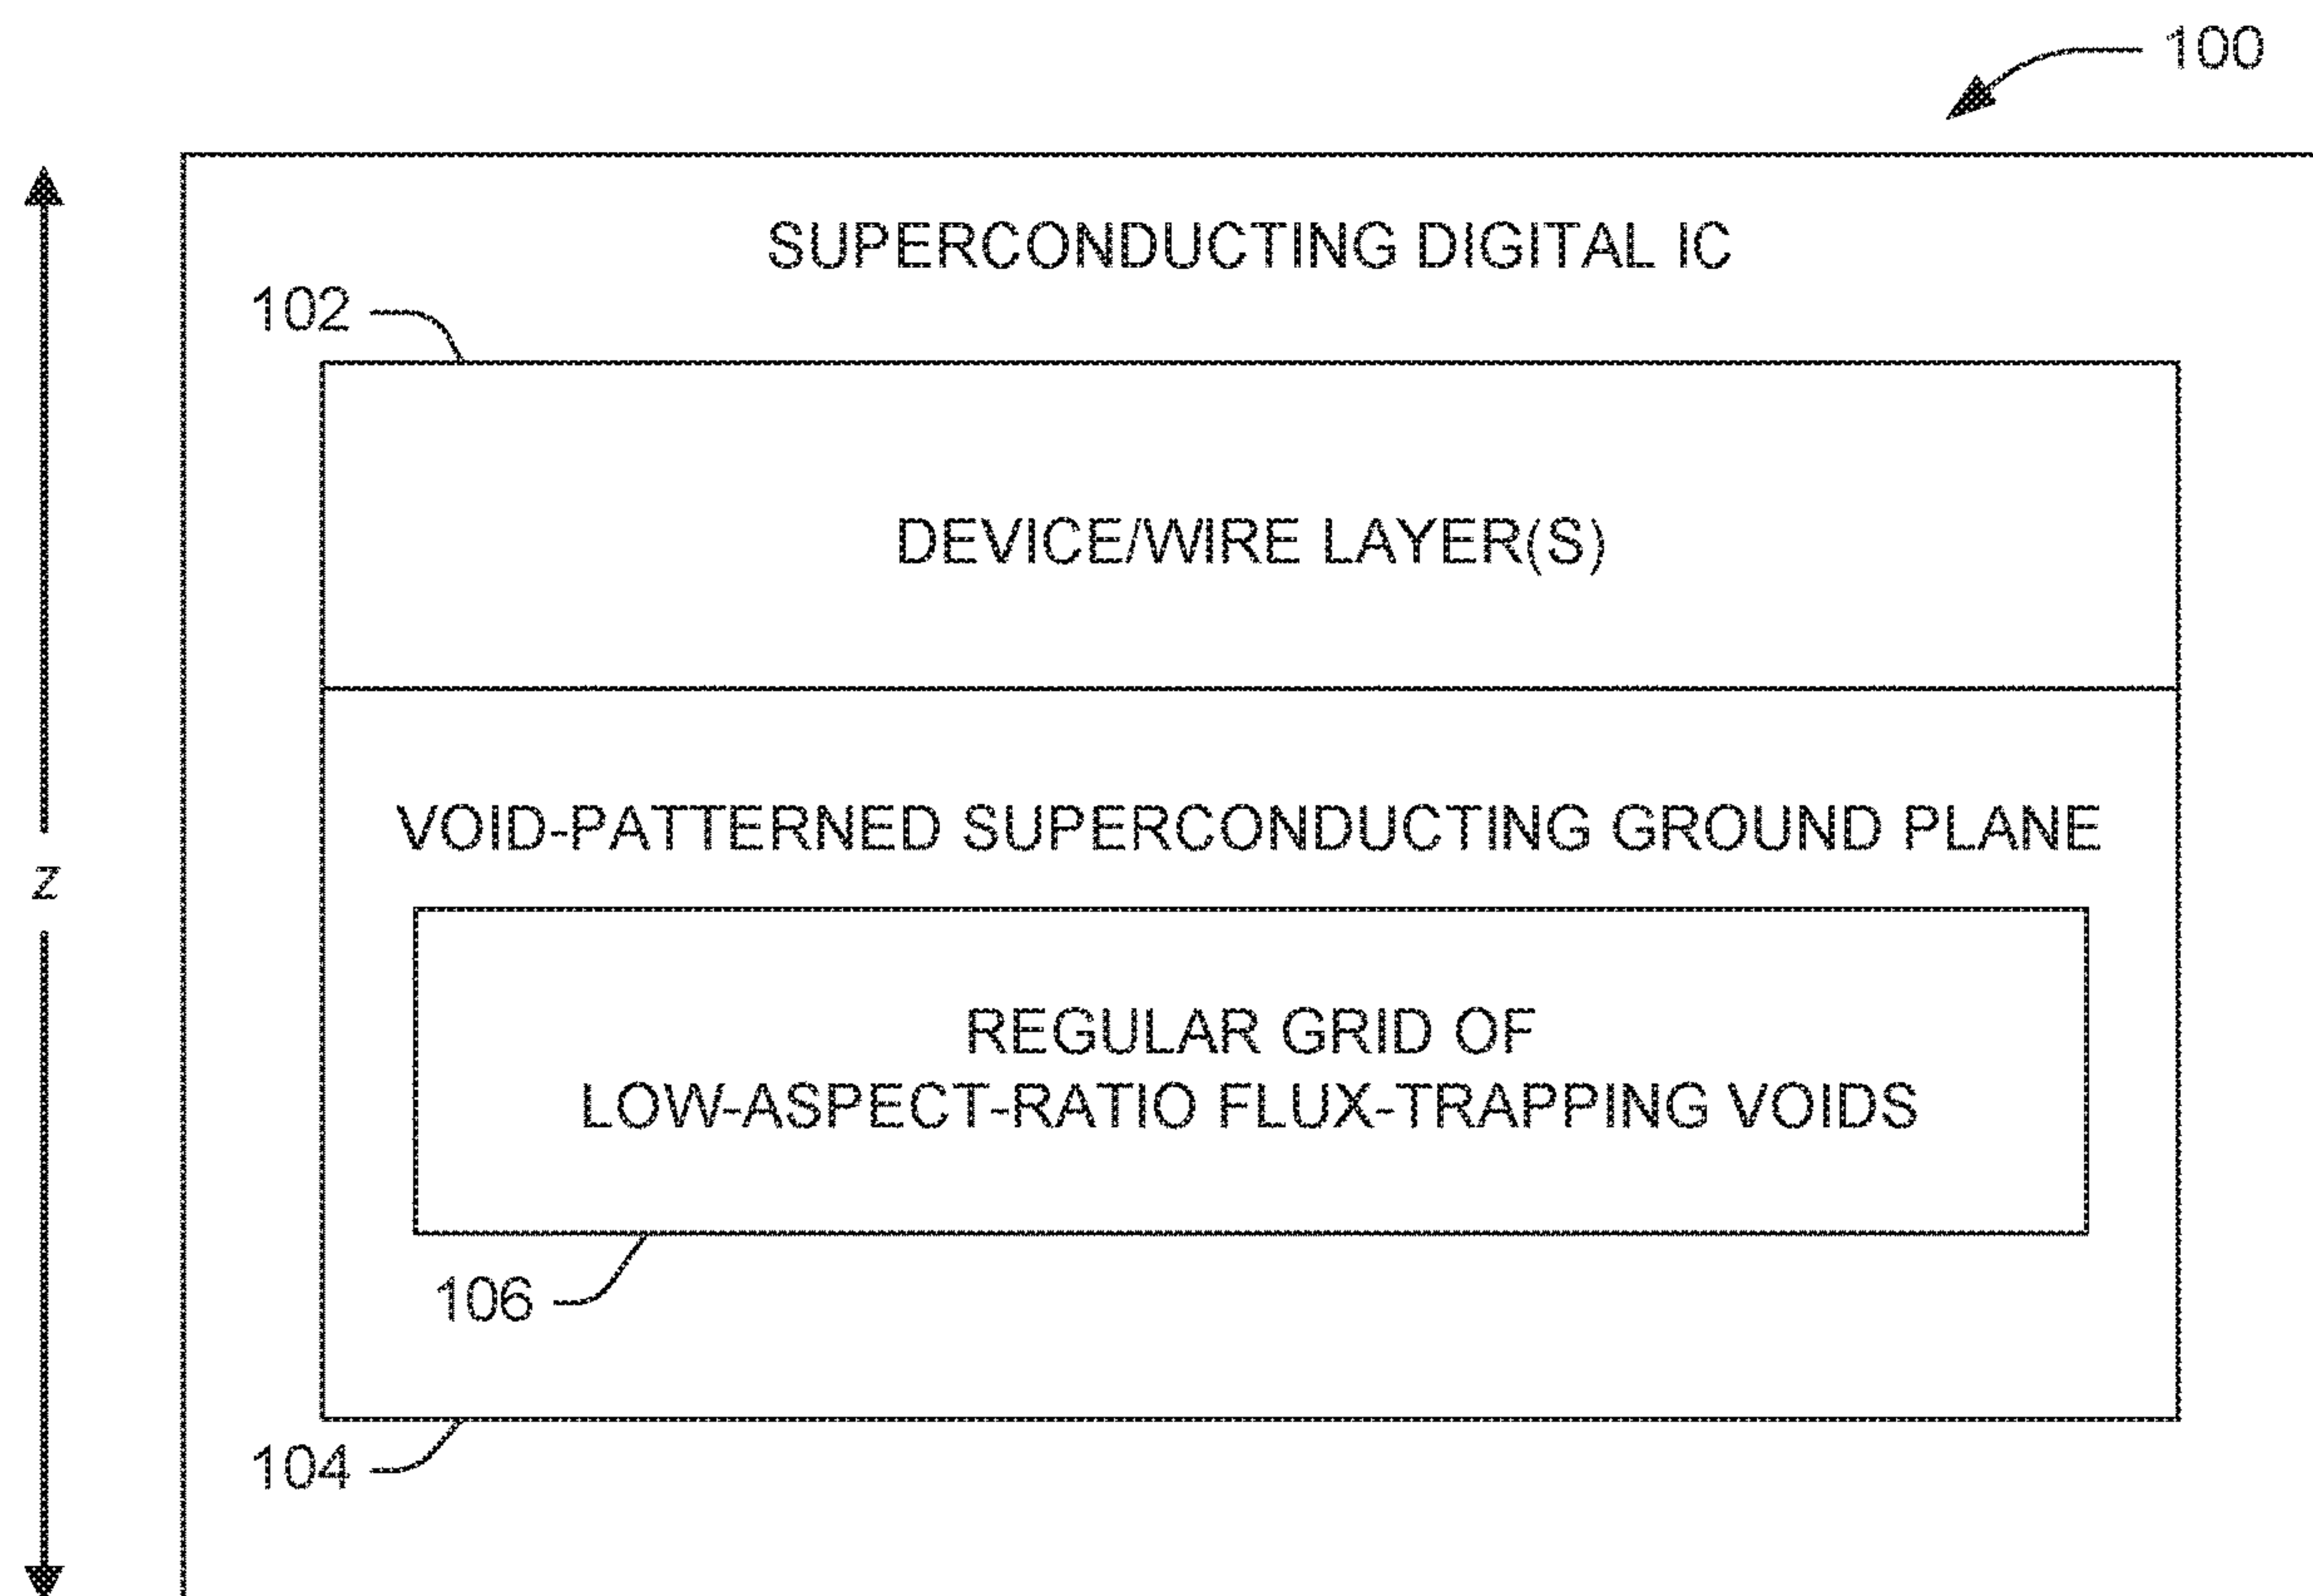 100
SUPERCONDUCTING DIGITAL IC
102
DEVICE/WIRE LAYER(S)
VOID-PATTERNED SUPERCONDUCTING GROUND PLANE
z
REGULAR GRID OF
LOW-ASPECT-RATIO FLUX-TRAPPING VOIDS
106
104